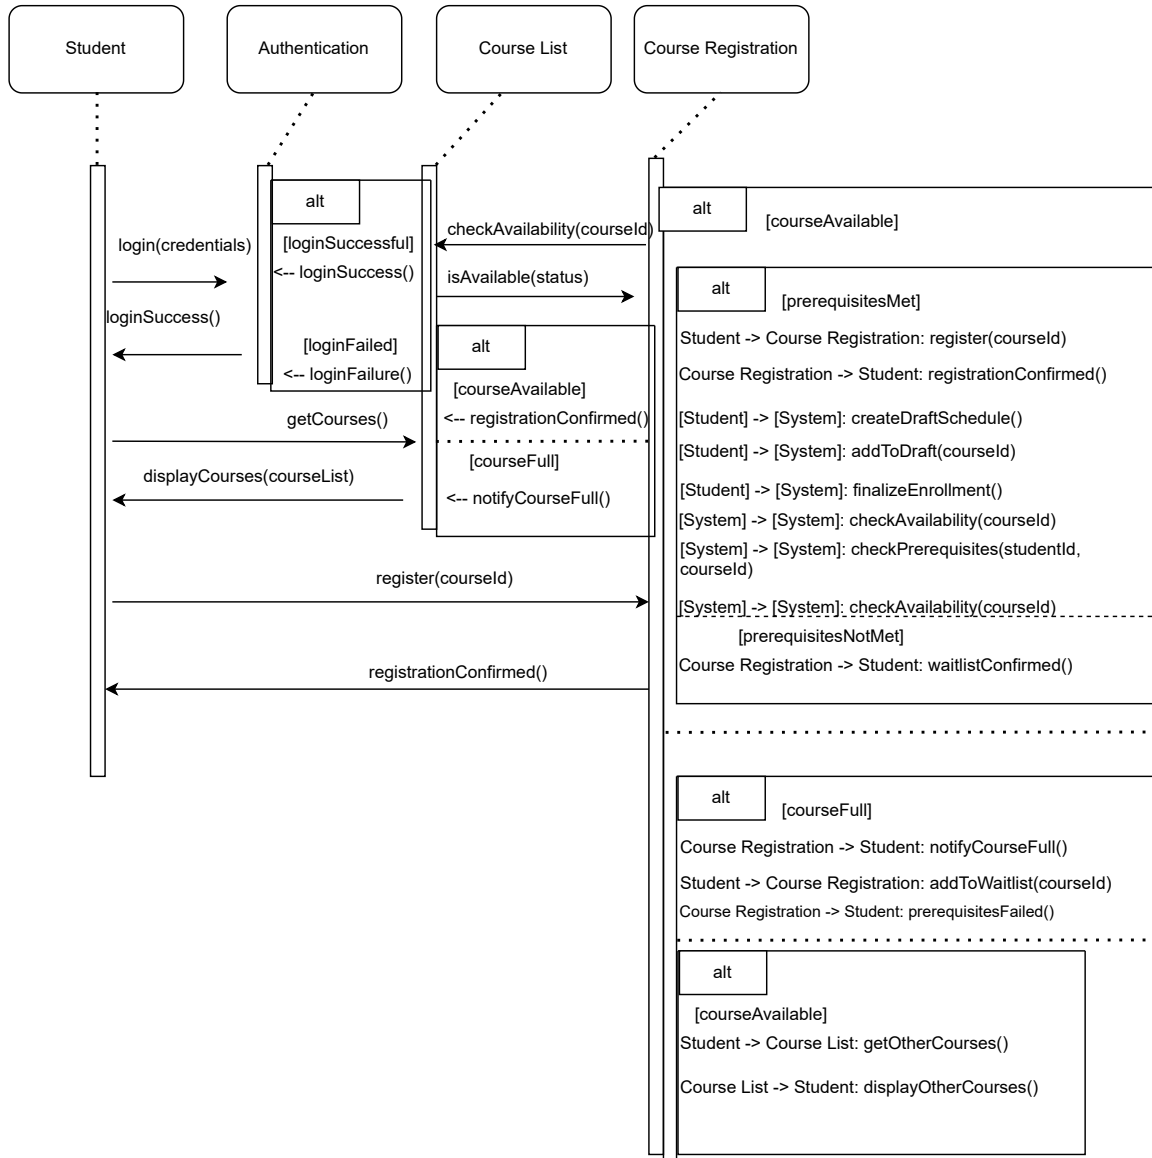 Student
Authentication
Course List
Course Registration
alt
[loginSuccessful]
<-- loginSuccess()
[loginFailed]
<-- loginFailure()
login(credentials)
loginSuccess()
getCourses()
displayCourses(courseList)
register(courseId)
registrationConfirmed()
checkAvailability(courseId)
isAvailable(status)
alt
[courseAvailable]
<-- registrationConfirmed()
[courseFull]
<-- notifyCourseFull()
alt
[courseAvailable]
alt
[prerequisitesMet]
Student -> Course Registration: register(courseId)
Course Registration -> Student: registrationConfirmed()
[Student] -> [System]: createDraftSchedule()
[Student] -> [System]: addToDraft(courseId)
[Student] -> [System]: finalizeEnrollment()
[System] -> [System]: checkAvailability(courseId)
[System] -> [System]: checkPrerequisites(studentId,
courseId)
[System] -> [System]: checkAvailability(courseId)
[prerequisitesNotMet]
Course Registration -> Student: waitlistConfirmed()
alt
[courseFull]
Course Registration -> Student: notifyCourseFull()
Student -> Course Registration: addToWaitlist(courseId)
Course Registration -> Student: prerequisitesFailed()
alt
[courseAvailable]
Student -> Course List: getOtherCourses()
Course List -> Student: displayOtherCourses()